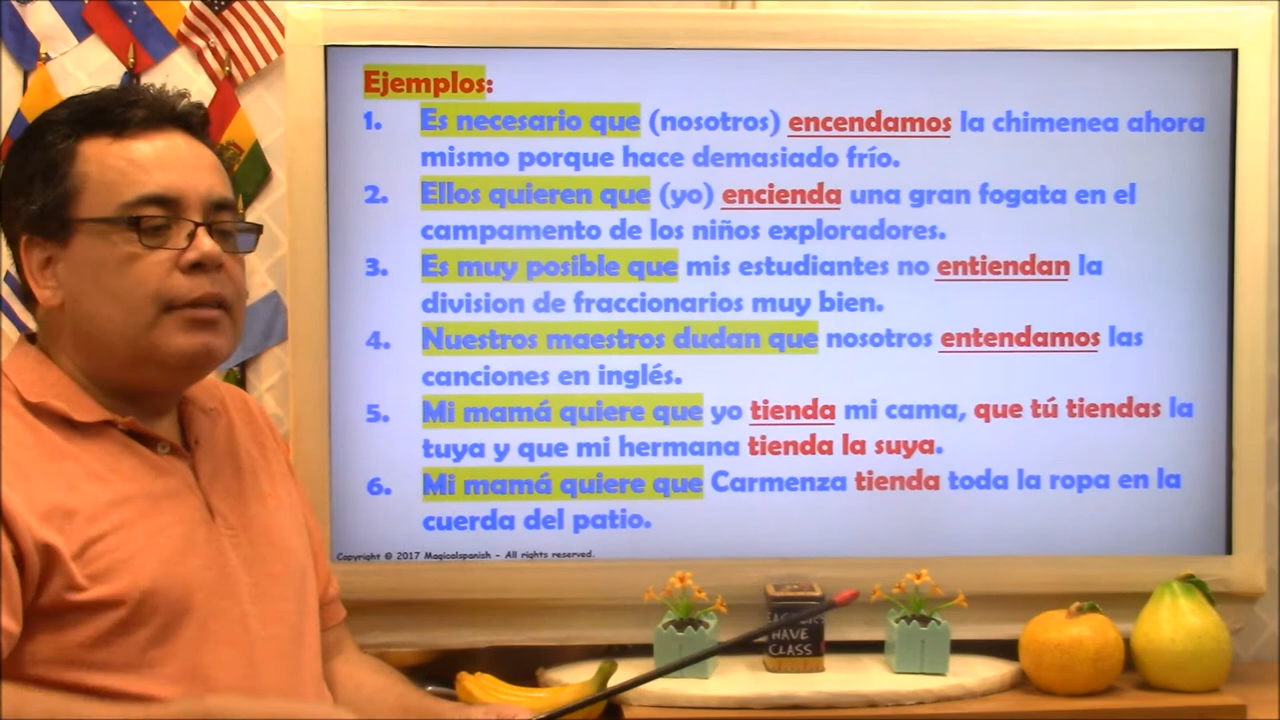 Ejemplos:
1. Es necesario que (nosotros) encendamos la chimenea ahora
mismo porque hace demasiado frío.
2. Ellos quieren que (yo) encienda una gran fogata en el
campamento de los niños exploradores.
3. Es muy posible que mis estudiantes no entiendan la
division de fraccionarios muy bien.
4. Nuestros maestros dudan que nosotros entendamos las
canciones en inglés.
5. Mi mamá quiere que yo tienda mi cama, que tú tiendas la
tuya y que mi hermana tienda la suya.
6. Mi mamá quiere que Carmenza tienda toda la ropa en la
cuerda del patio.
Copyright © 2017 Magicalspanish – All rights reserved.
HAVE
CLASS